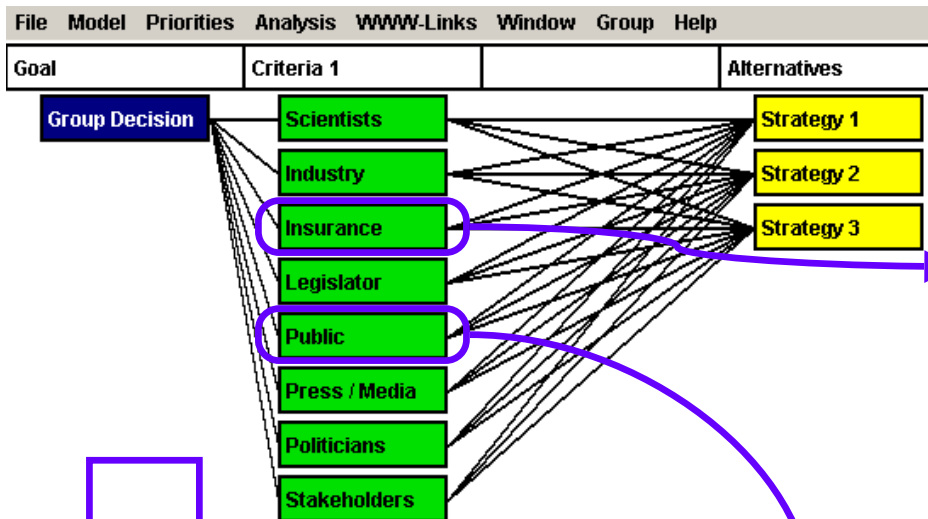 File Model Priorities Analysis WWW-Links Window Group Help
Goal Criteria 1 Alternatives
Group Decision Scientists Strategy 1
Industry Strategy 2
Insurance Strategy 3
Legislator
Public
Press / Media
Politicians
Stakeholders